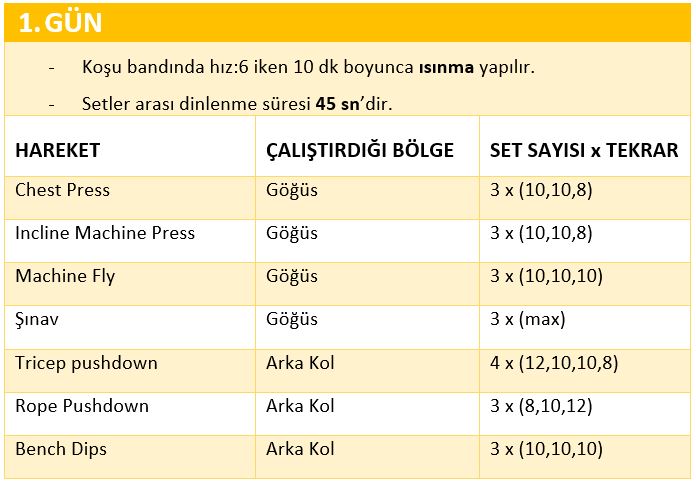 1. GÜN
- Koşu bandında hız:6 iken 10 dk boyunca ısınma yapılır.
- Setler arası dinlenme süresi 45 sn'dir.
HAREKET ÇALIŞTIRDIĞI BÖLGE SET SAYISI x TEKRAR
Chest Press Göğüs 3 x (10,10,8)
Incline Machine Press Göğüs 3 x (10,10,8)
Machine Fly Göğüs 3 x (10,10,10)
Şınav Göğüs 3 x (max)
Tricep pushdown Arka Kol 4 x (12,10,10,8)
Rope Pushdown Arka Kol 3 x (8,10,12)
Bench Dips Arka Kol 3 x (10,10,10)